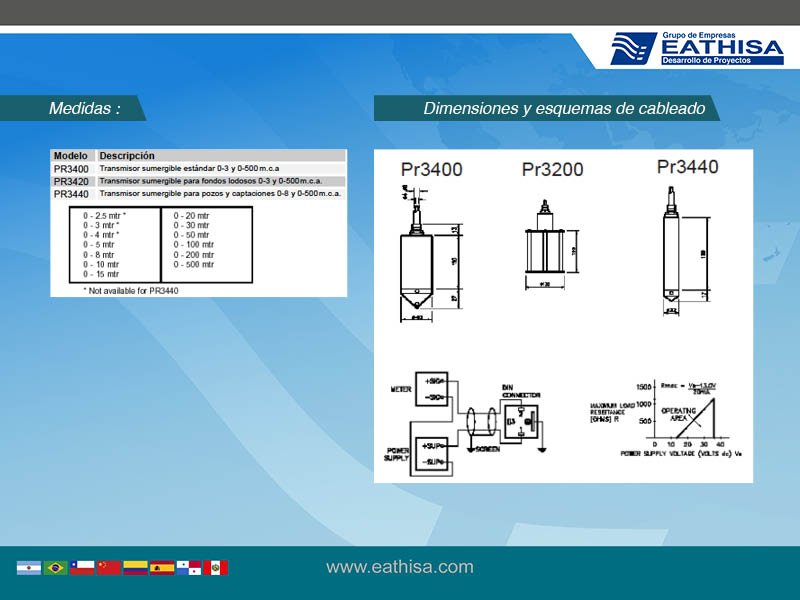 Grupo de Empresas
EATHISA
Desarrollo de Proyectos
Medidas :
Dimensiones y esquemas de cableado
Modelo Descripción
PR3400 Transmisor sumergible estándar 0-3 y 0-500 m.c.a
PR3420 Transmisor sumergible para fondos lodosos 0-3 y 0-500 m.c.a.
PR3440 Transmisor sumergible para pozos y captaciones 0-8 y 0-500 m.c.a.
0 - 2.5 mtr *
0 - 3 mtr *
0 - 4 mtr *
0 - 5 mtr
0 - 8 mtr
0 - 10 mtr
0 - 15 mtr
0 - 20 mtr
0 - 30 mtr
0 - 50 mtr
0 - 100 mtr
0 - 200 mtr
0 - 500 mtr
* Not available for PR3440
Pr3400
Pr3200
Pr3440
METER
+SIG
-SIG
DIN
CONNECTOR
POWER
SUPPLY
+SUP
-SUP
SCREEN
MAXIMUM LOAD
RESISTANCE
[OHMS] R
1500
1000
500
Rmax = Vs-13.0V
20mA
OPERATING
AREA
0 10 20 30 40
POWER SUPPLY VOLTAGE (VOLTS dc) Vs
www.eathisa.com